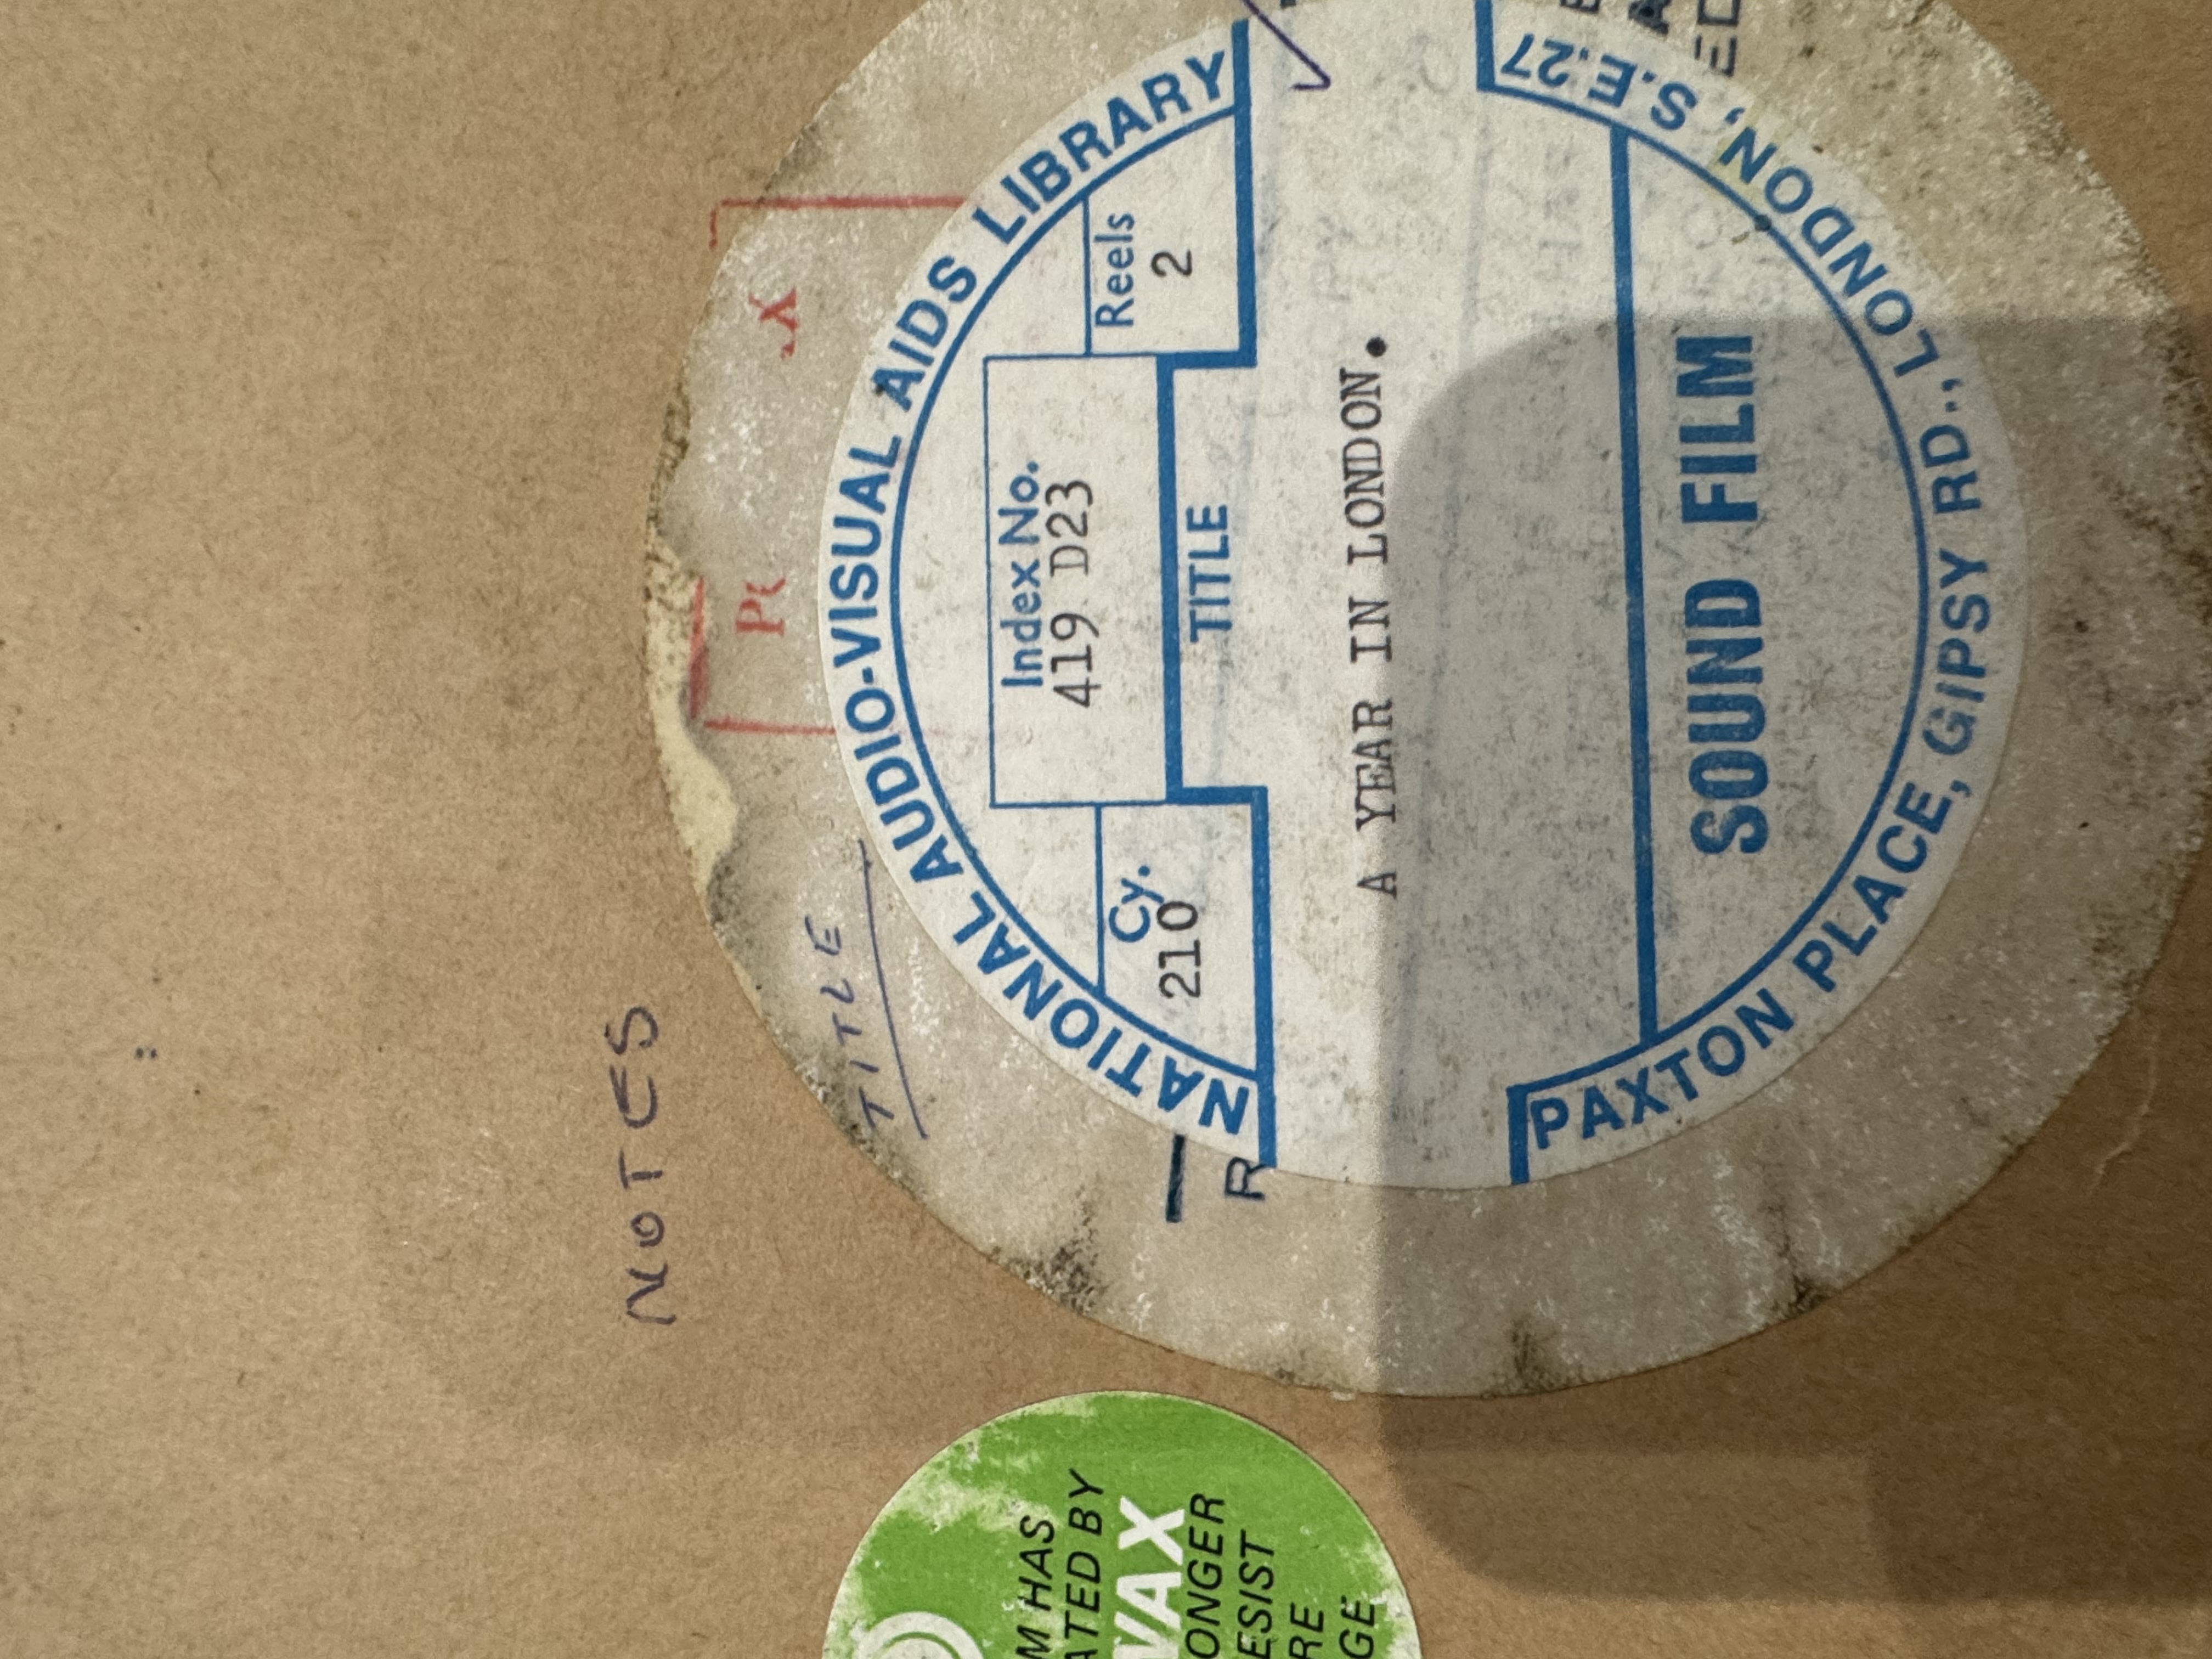 NOTES
TITLE
NATIONAL AUDIO-VISUAL AIDS LIBRARY
Index No.
419 D23
Cy.
210
Reels
2
TITLE
A YEAR IN LONDON.
SOUND FILM
PAXTON PLACE, GIPSY RD., LONDON, S.E.27
R
M HAS
ATED BY
VAX
ONGER
ESIST
RE
GE